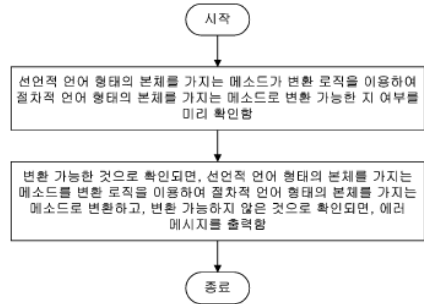 시작
선언적 언어 형태의 본체를 가지는 메소드가 변환 로직을 이용하여
절차적 언어 형태의 본체를 가지는 메소드로 변환 가능한 지 여부를
미리 확인함
변환 가능한 것으로 확인되면, 선언적 언어 형태의 본체를 가지는
메소드를 변환 로직을 이용하여 절차적 언어 형태의 본체를 가지는
메소드로 변환하고, 변환 가능하지 않은 것으로 확인되면, 에러
메시지를 출력함
종료